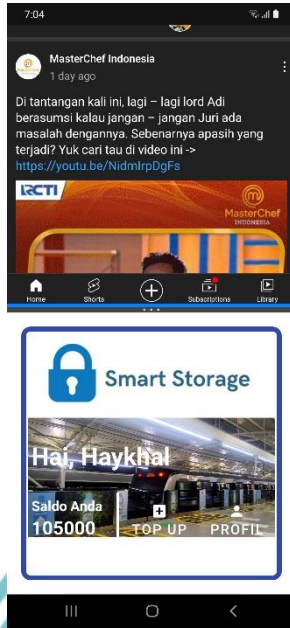 7:04
MasterChef Indonesia
1 day ago
Di tantangan kali ini, lagi – lagi lord Adi
berasumsi kalau jangan – jangan Juri ada
masalah dengannya. Sebenarnya apasih yang
terjadi? Yuk cari tau di video ini ->
https://youtu.be/NidmIrpDgFs
RCTI
MasterChef
INDONESIA
Home
Shorts
Subscriptions
Library
Smart Storage
Hai, Haykhal
Saldo Anda
105000
TOP UP
PROFIL